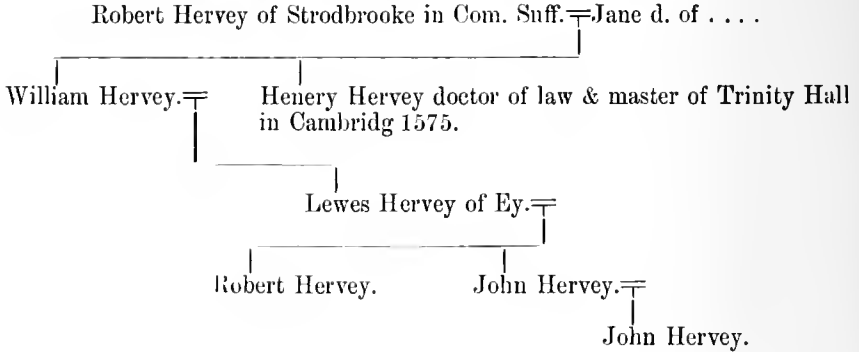 Robert Hervey of Strodbrooke in Com. Suff.=Jane d. of . . . .
William Hervey.=
Henery Hervey doctor of law & master of Trinity Hall
in Cambridg 1575.
Lewes Hervey of Ey.=
Robert Hervey.
John Hervey.=
John Hervey.